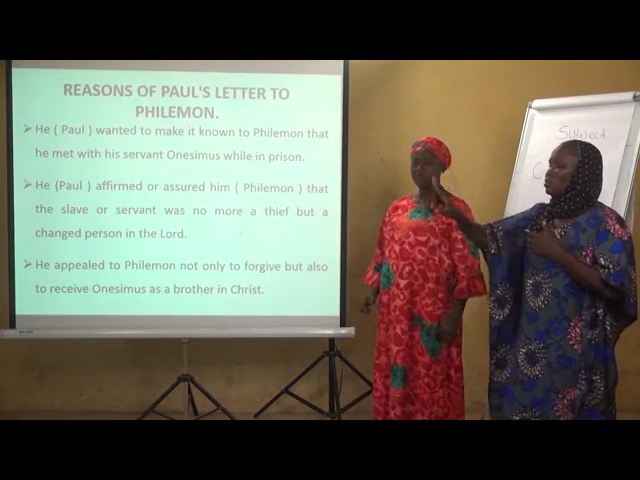 REASONS OF PAUL'S LETTER TO
PHILEMON.
➢ He ( Paul ) wanted to make it known to Philemon that
he met with his servant Onesimus while in prison.
➢ He (Paul ) affirmed or assured him ( Philemon ) that
the slave or servant was no more a thief but a
changed person in the Lord.
➢ He appealed to Philemon not only to forgive but also
to receive Onesimus as a brother in Christ.